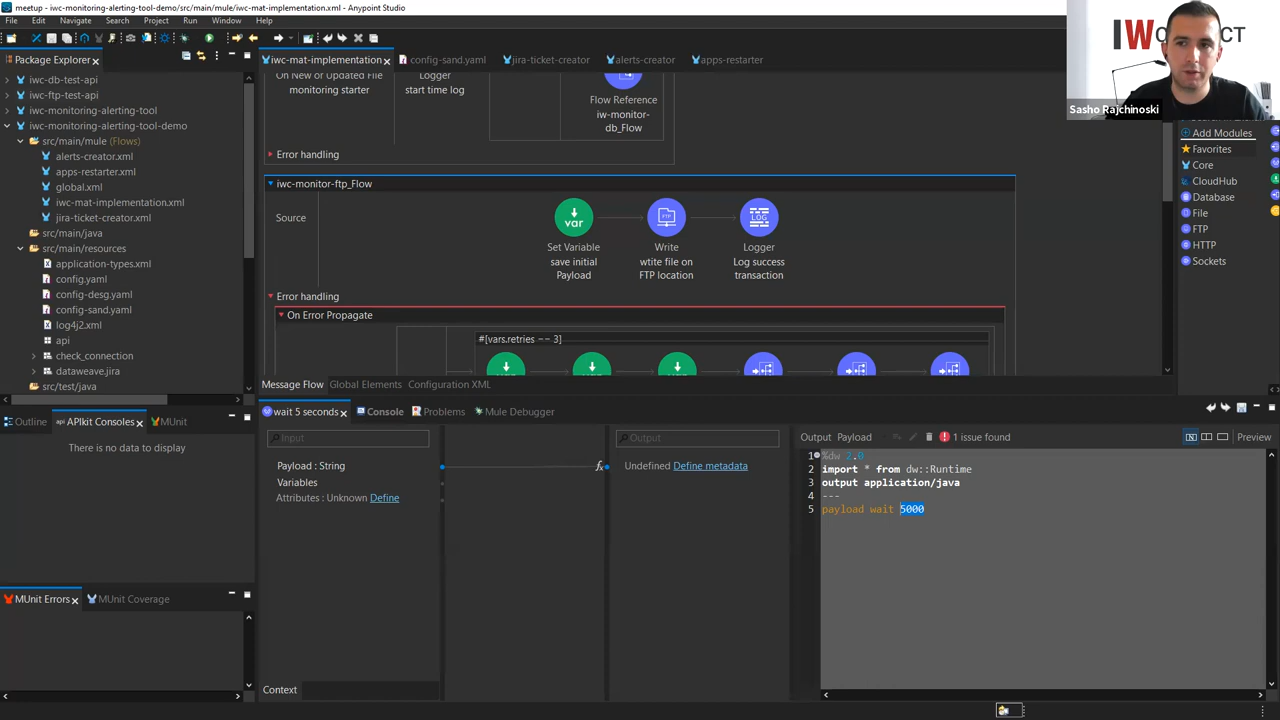 meetup - iwc-monitoring-alerting-tool-demo/src/main/mule/iwc-mat-implementation.xml - Anypoint Studio
File Edit Navigate Search Project Run Window Help
Package Explorer
iwc-mat-implementation config-sand.yaml jira-ticket-creator alerts-creator apps-restarter
iwc-db-test-api
iwc-ftp-test-api
iwc-monitoring-alerting-tool
iwc-monitoring-alerting-tool-demo
src/main/mule (Flows)
alerts-creator.xml
apps-restarter.xml
global.xml
iwc-mat-implementation.xml
jira-ticket-creator.xml
src/main/java
src/main/resources
application-types.xml
config.yaml
config-desg.yaml
config-sand.yaml
log4j2.xml
api
check_connection
dataweave.jira
src/test/java
On New or Updated File
monitoring starter
Logger
start time log
Flow Reference
iw-monitor-
db_Flow
Error handling
iwc-monitor-ftp_Flow
Source
var
Set Variable
save initial
Payload
FTP
Write
wtite file on
FTP location
LOG
Logger
Log success
transaction
Error handling
On Error Propagate
#[vars.retries == 3]
Message Flow Global Elements Configuration XML
IW
Sasho Rajchinoski
Add Modules
Favorites
Core
CloudHub
Database
File
FTP
HTTP
Sockets
Outline APIkit Consoles MUnit
There is no data to display
MUnit Errors MUnit Coverage
wait 5 seconds Console Problems Mule Debugger
Input
Payload : String
Variables
Attributes : Unknown Define
fx
Context
Output
Undefined Define metadata
Output Payload 1 issue found Preview
1 %dw 2.0
2 import * from dw::Runtime
3 output application/java
4 ---
5 payload wait 5000